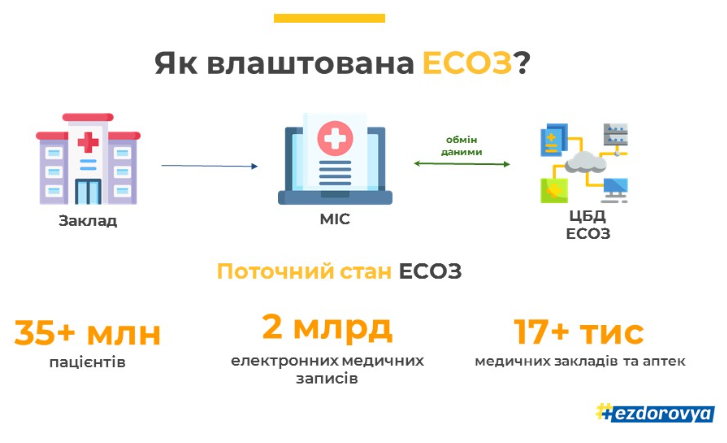 Як влаштована ЕСОЗ?
обмін
даними
Заклад
МІС
ЦБД
ЕСОЗ
Поточний стан ЕСОЗ
35+ млн
пацієнтів
2 млрд
електронних медичних
записів
17+ тис
медичних закладів та аптек
#ezdorovya